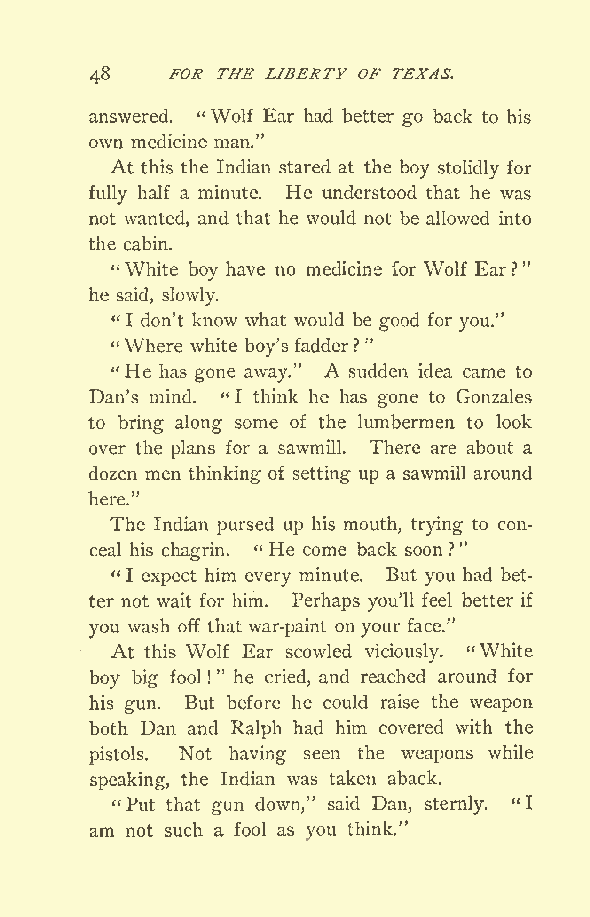 48 FOR THE LIBERTY OF TEXAS.
answered. "Wolf Ear had better go back to his
own medicine man."
At this the Indian stared at the boy stolidly for
fully half a minute. He understood that he was
not wanted, and that he would not be allowed into
the cabin.
"White boy have no medicine for Wolf Ear?"
he said, slowly.
"I don't know what would be good for you."
"Where white boy's fadder?"
"He has gone away." A sudden idea came to
Dan's mind. "I think he has gone to Gonzales
to bring along some of the lumbermen to look
over the plans for a sawmill. There are about a
dozen men thinking of setting up a sawmill around
here."
The Indian pursed up his mouth, trying to con-
ceal his chagrin. "He come back soon?"
"I expect him every minute. But you had bet-
ter not wait for him. Perhaps you'll feel better if
you wash off that war-paint on your face."
At this Wolf Ear scowled viciously. "White
boy big fool!" he cried, and reached around for
his gun. But before he could raise the weapon
both Dan and Ralph had him covered with the
pistols. Not having seen the weapons while
speaking, the Indian was taken aback.
"Put that gun down," said Dan, sternly. "I
am not such a fool as you think."